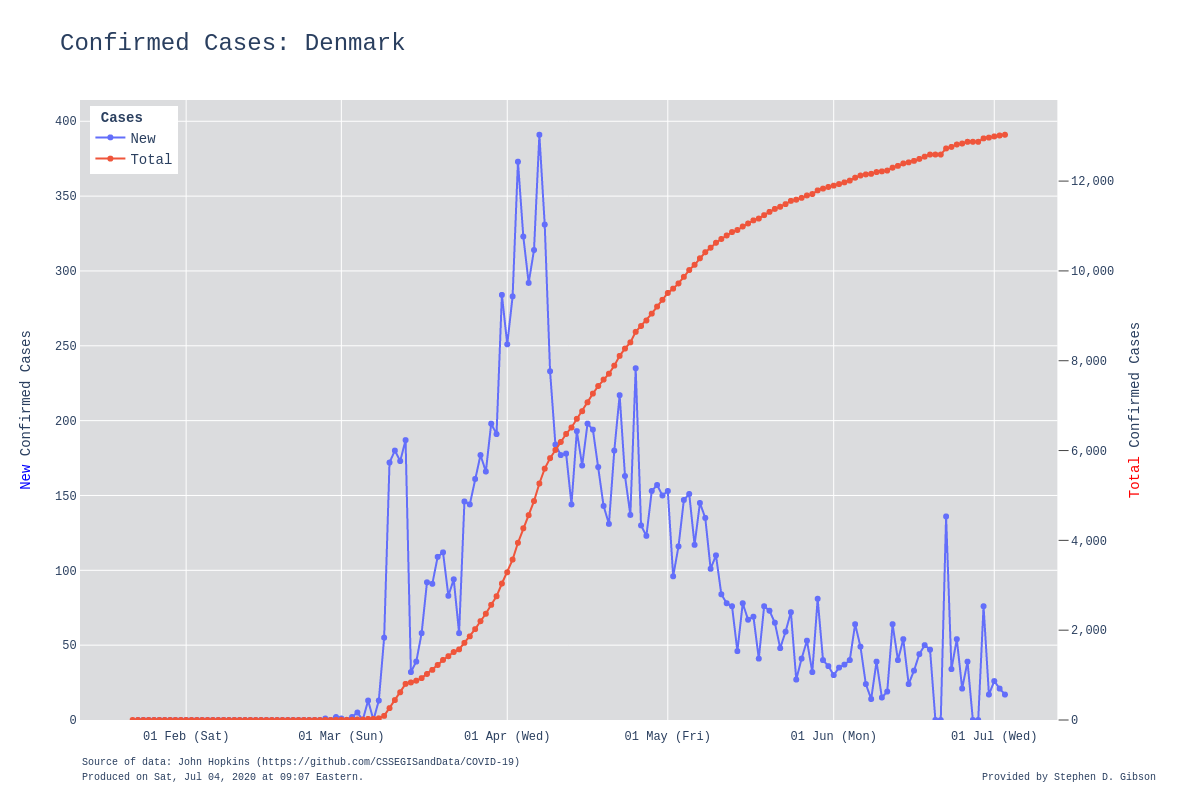 Confirmed Cases: Denmark
Cases
New
Total
400
350
300
250
200
150
100
50
0
12,000
10,000
8,000
6,000
4,000
2,000
0
New Confirmed Cases
Total Confirmed Cases
01 Feb (Sat)
01 Mar (Sun)
01 Apr (Wed)
01 May (Fri)
01 Jun (Mon)
01 Jul (Wed)
Source of data: John Hopkins (https://github.com/CSSEGISandData/COVID-19)
Produced on Sat, Jul 04, 2020 at 09:07 Eastern.
Provided by Stephen D. Gibson